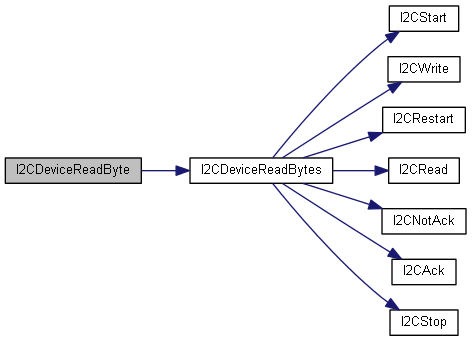 I2CDeviceReadByte
I2CDeviceReadBytes
I2CStart
I2CWrite
I2CRestart
I2CRead
I2CNotAck
I2CAck
I2CStop